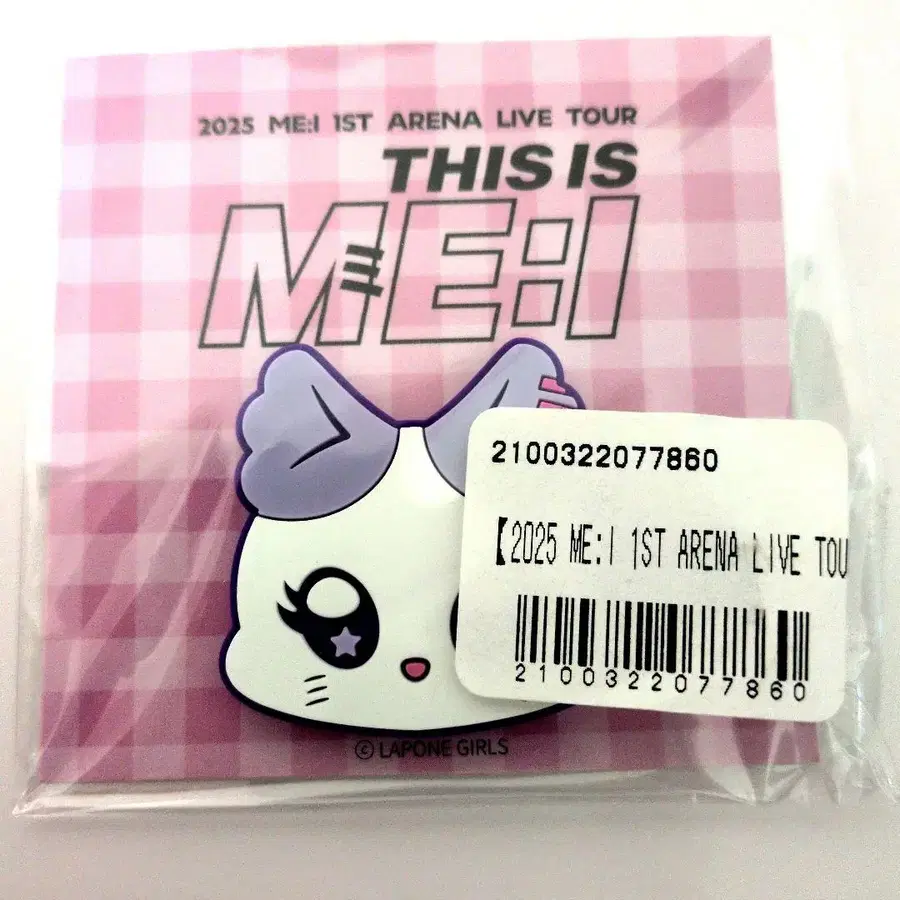 2025 ME:I 1ST ARENA LIVE TOUR
THIS IS
ME:I
2100322077860
【2025 ME:I 1ST ARENA LIVE TOU
2100322077860
© LAPONE GIRLS